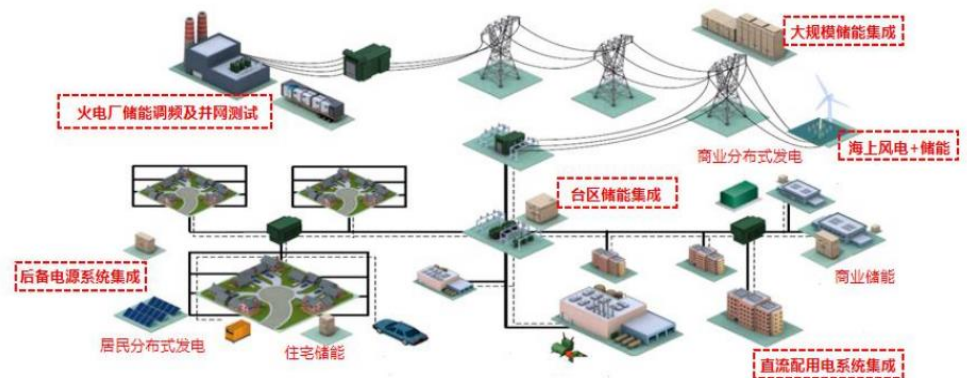 大规模储能集成
火电厂储能调频及并网测试
海上风电+储能
商业分布式发电
台区储能集成
后备电源系统集成
商业储能
居民分布式发电
住宅储能
直流配用电系统集成